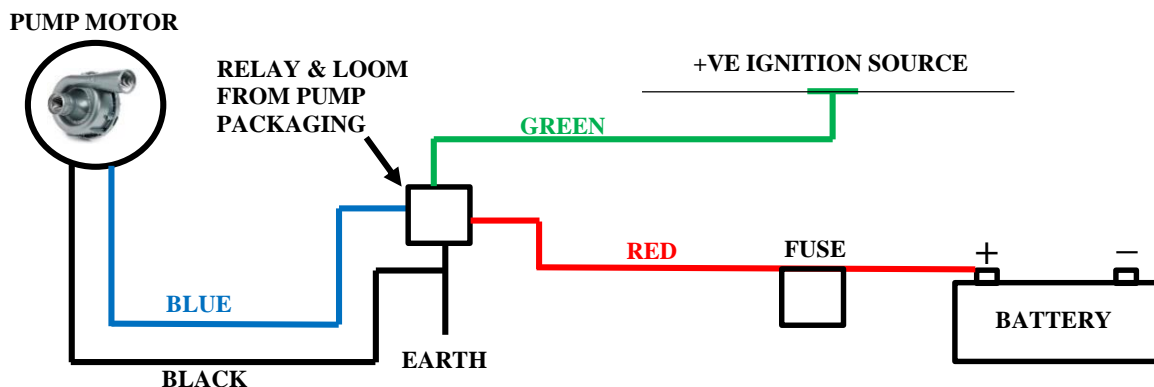 PUMP MOTOR
RELAY & LOOM
FROM PUMP
PACKAGING
+VE IGNITION SOURCE
GREEN
RED
FUSE
+
−
BATTERY
BLUE
EARTH
BLACK